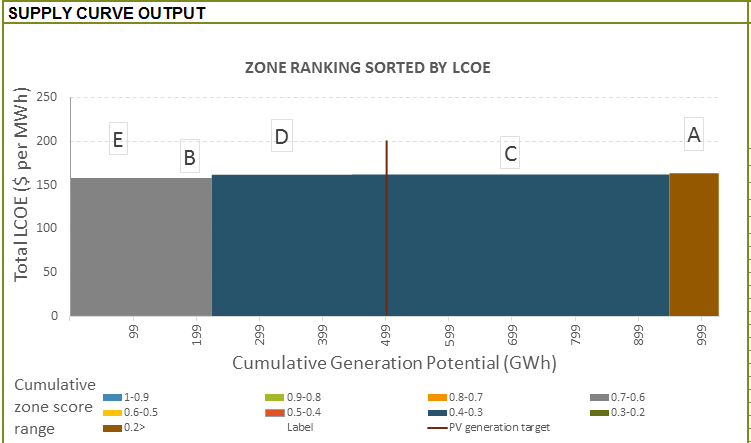 SUPPLY CURVE OUTPUT
ZONE RANKING SORTED BY LCOE
Total LCOE ($ per MWh)
250
200
150
100
50
0
E
B
D
C
A
99
199
299
399
499
599
699
799
899
999
Cumulative Generation Potential (GWh)
Cumulative
zone score
range
1-0.9
0.9-0.8
0.8-0.7
0.7-0.6
0.6-0.5
0.5-0.4
0.4-0.3
0.3-0.2
0.2>
Label
PV generation target